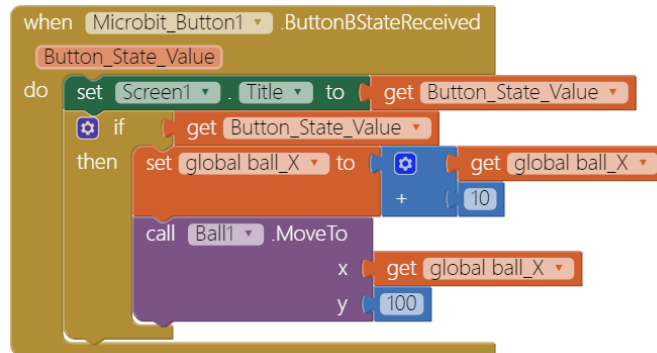 when Microbit_Button1 .ButtonBStateReceived
Button_State_Value
do set Screen1 . Title to get Button_State_Value
if get Button_State_Value
then set global ball_X to get global ball_X
+ 10
call Ball1 .MoveTo
x get global ball_X
y 100